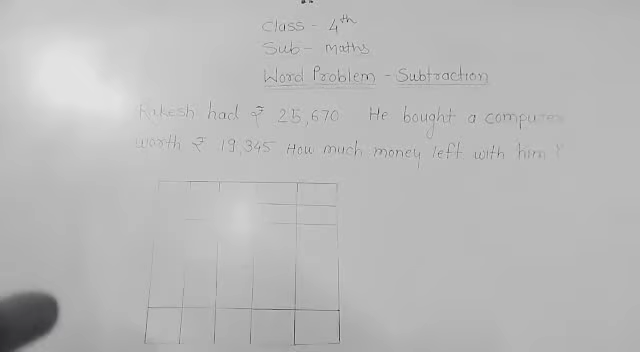 Class - 4th
Sub - Maths
Word Problem - Subtraction
Rikesh had ₹ 25,670 He bought a computer
worth ₹ 19,345 How much money left with him ?